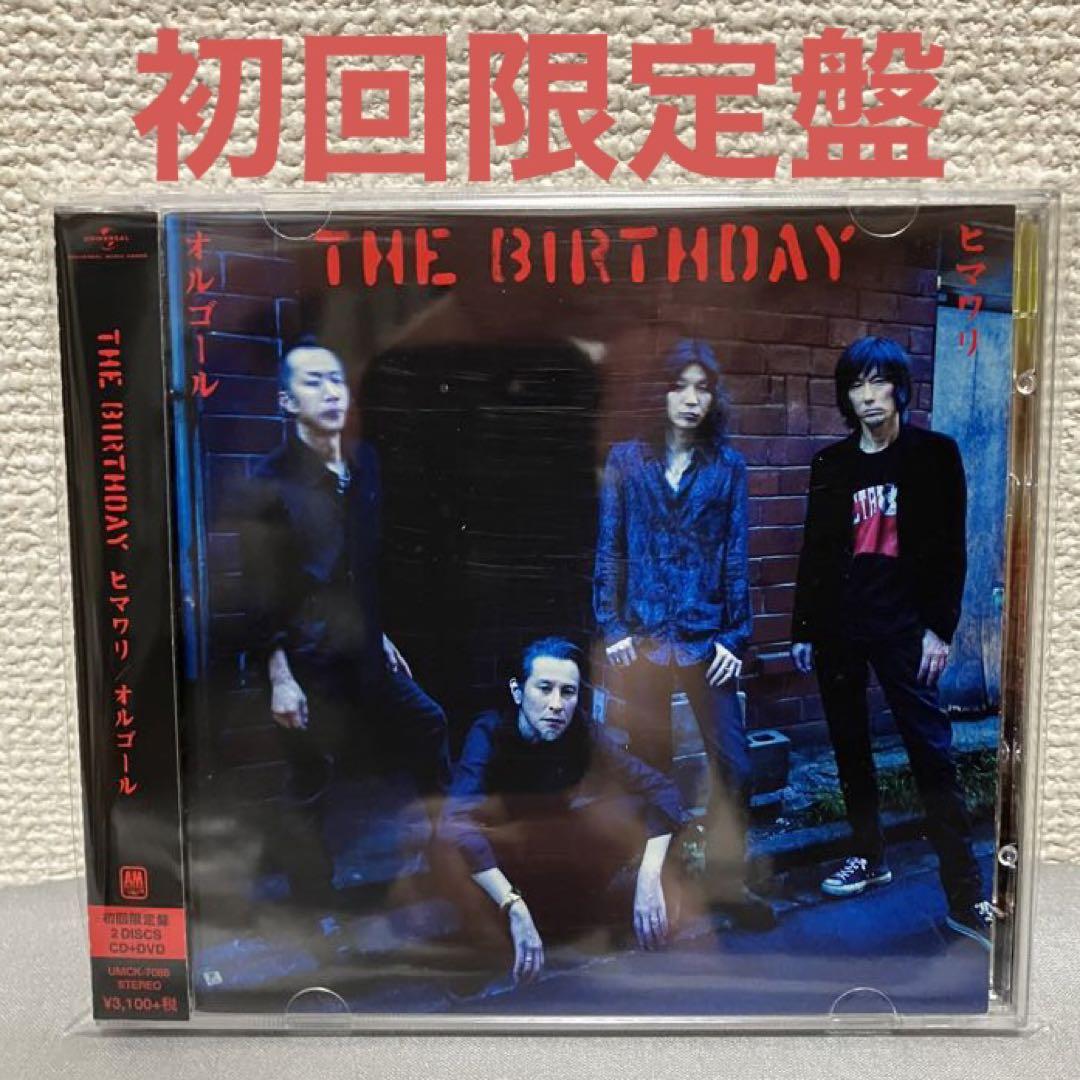 初回限定盤
UNIVERSAL
THE BIRTHDAY ヒマワリ/オルゴール
AM
初回限定盤
2 DISCS
CD+DVD
STEREO
¥3,100+税
オルゴール
THE BIRTHDAY
ヒマワリ